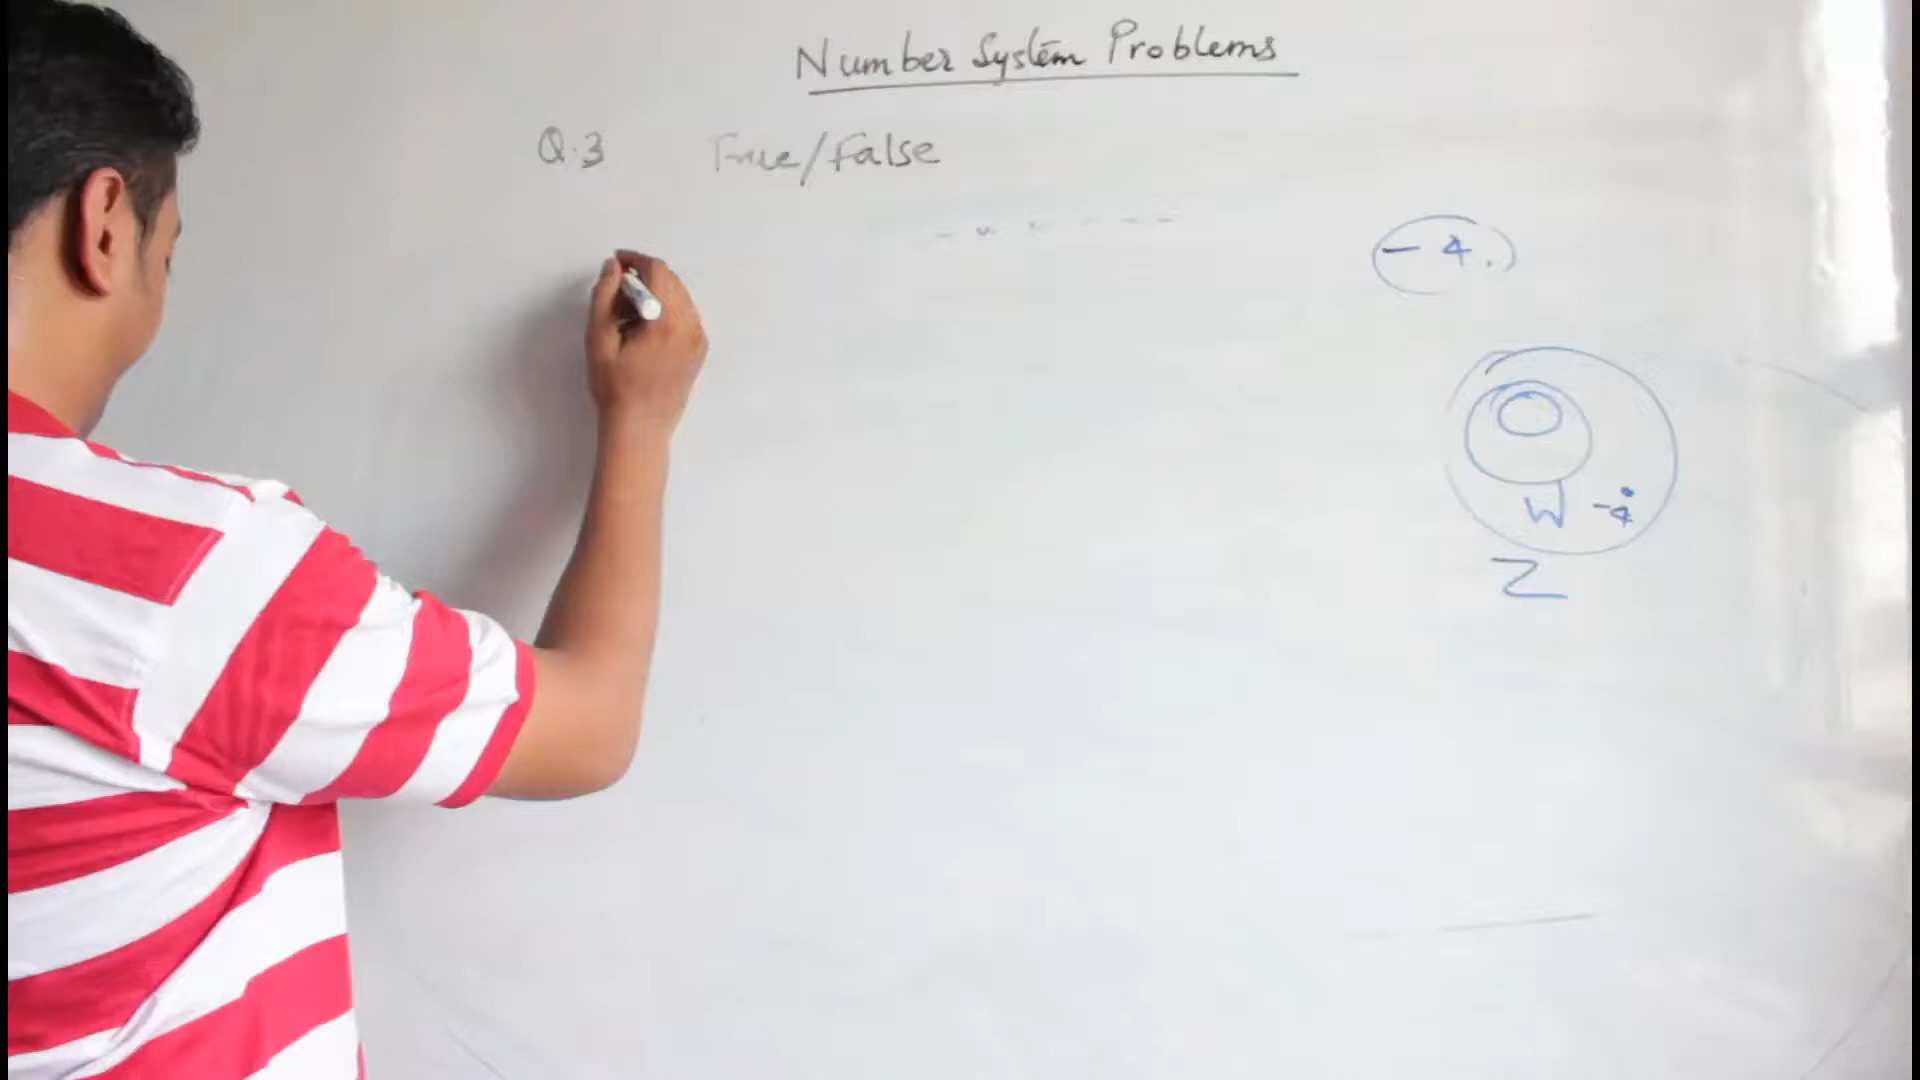 Number System Problems
Q.3 True/False
- 4.
W -4
Z